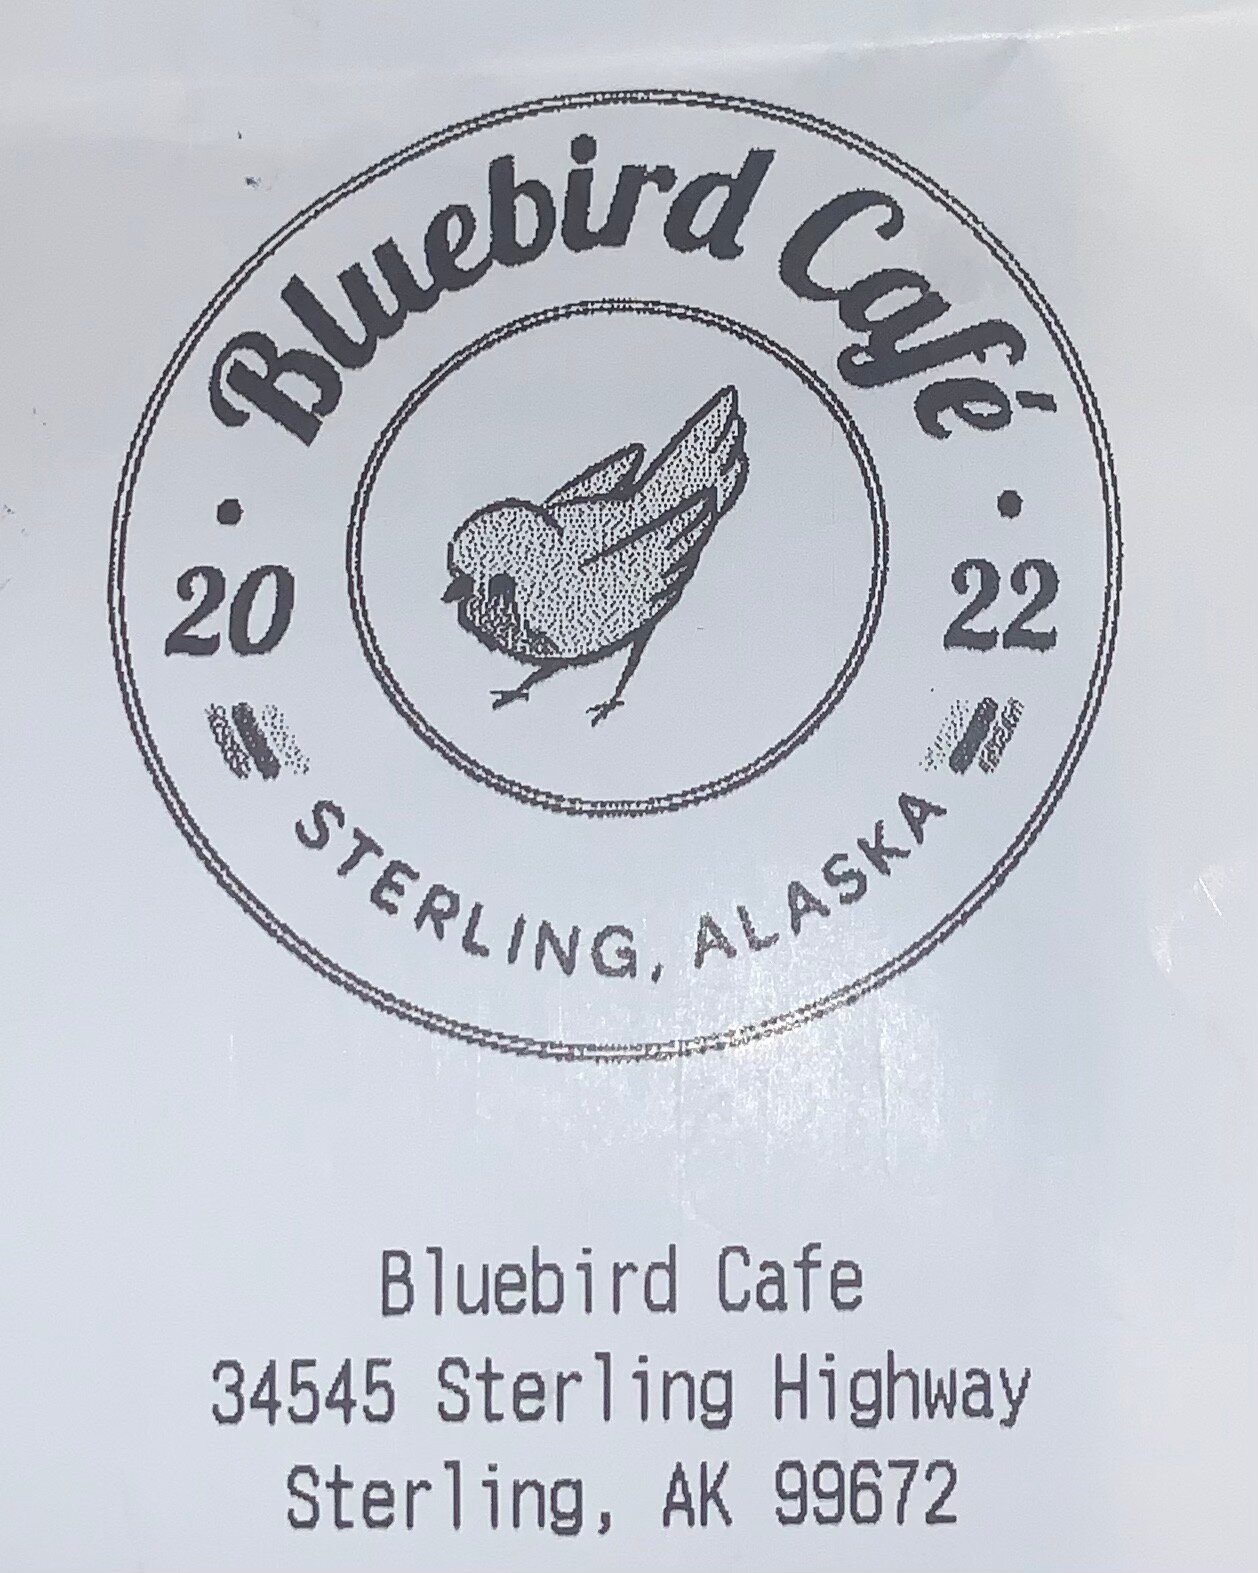 Bluebird Café
20 22
STERLING, ALASKA
Bluebird Cafe
34545 Sterling Highway
Sterling, AK 99672